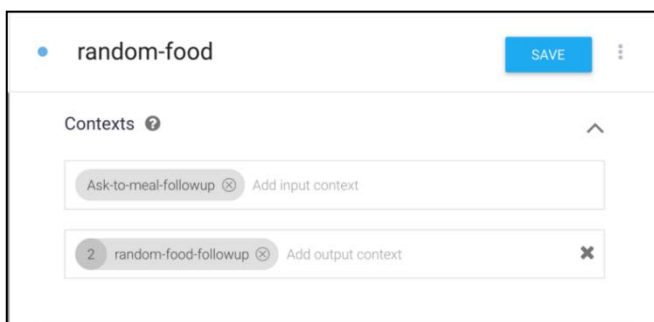 random-food SAVE
Contexts
Ask-to-meal-followup Add input context
2 random-food-followup Add output context